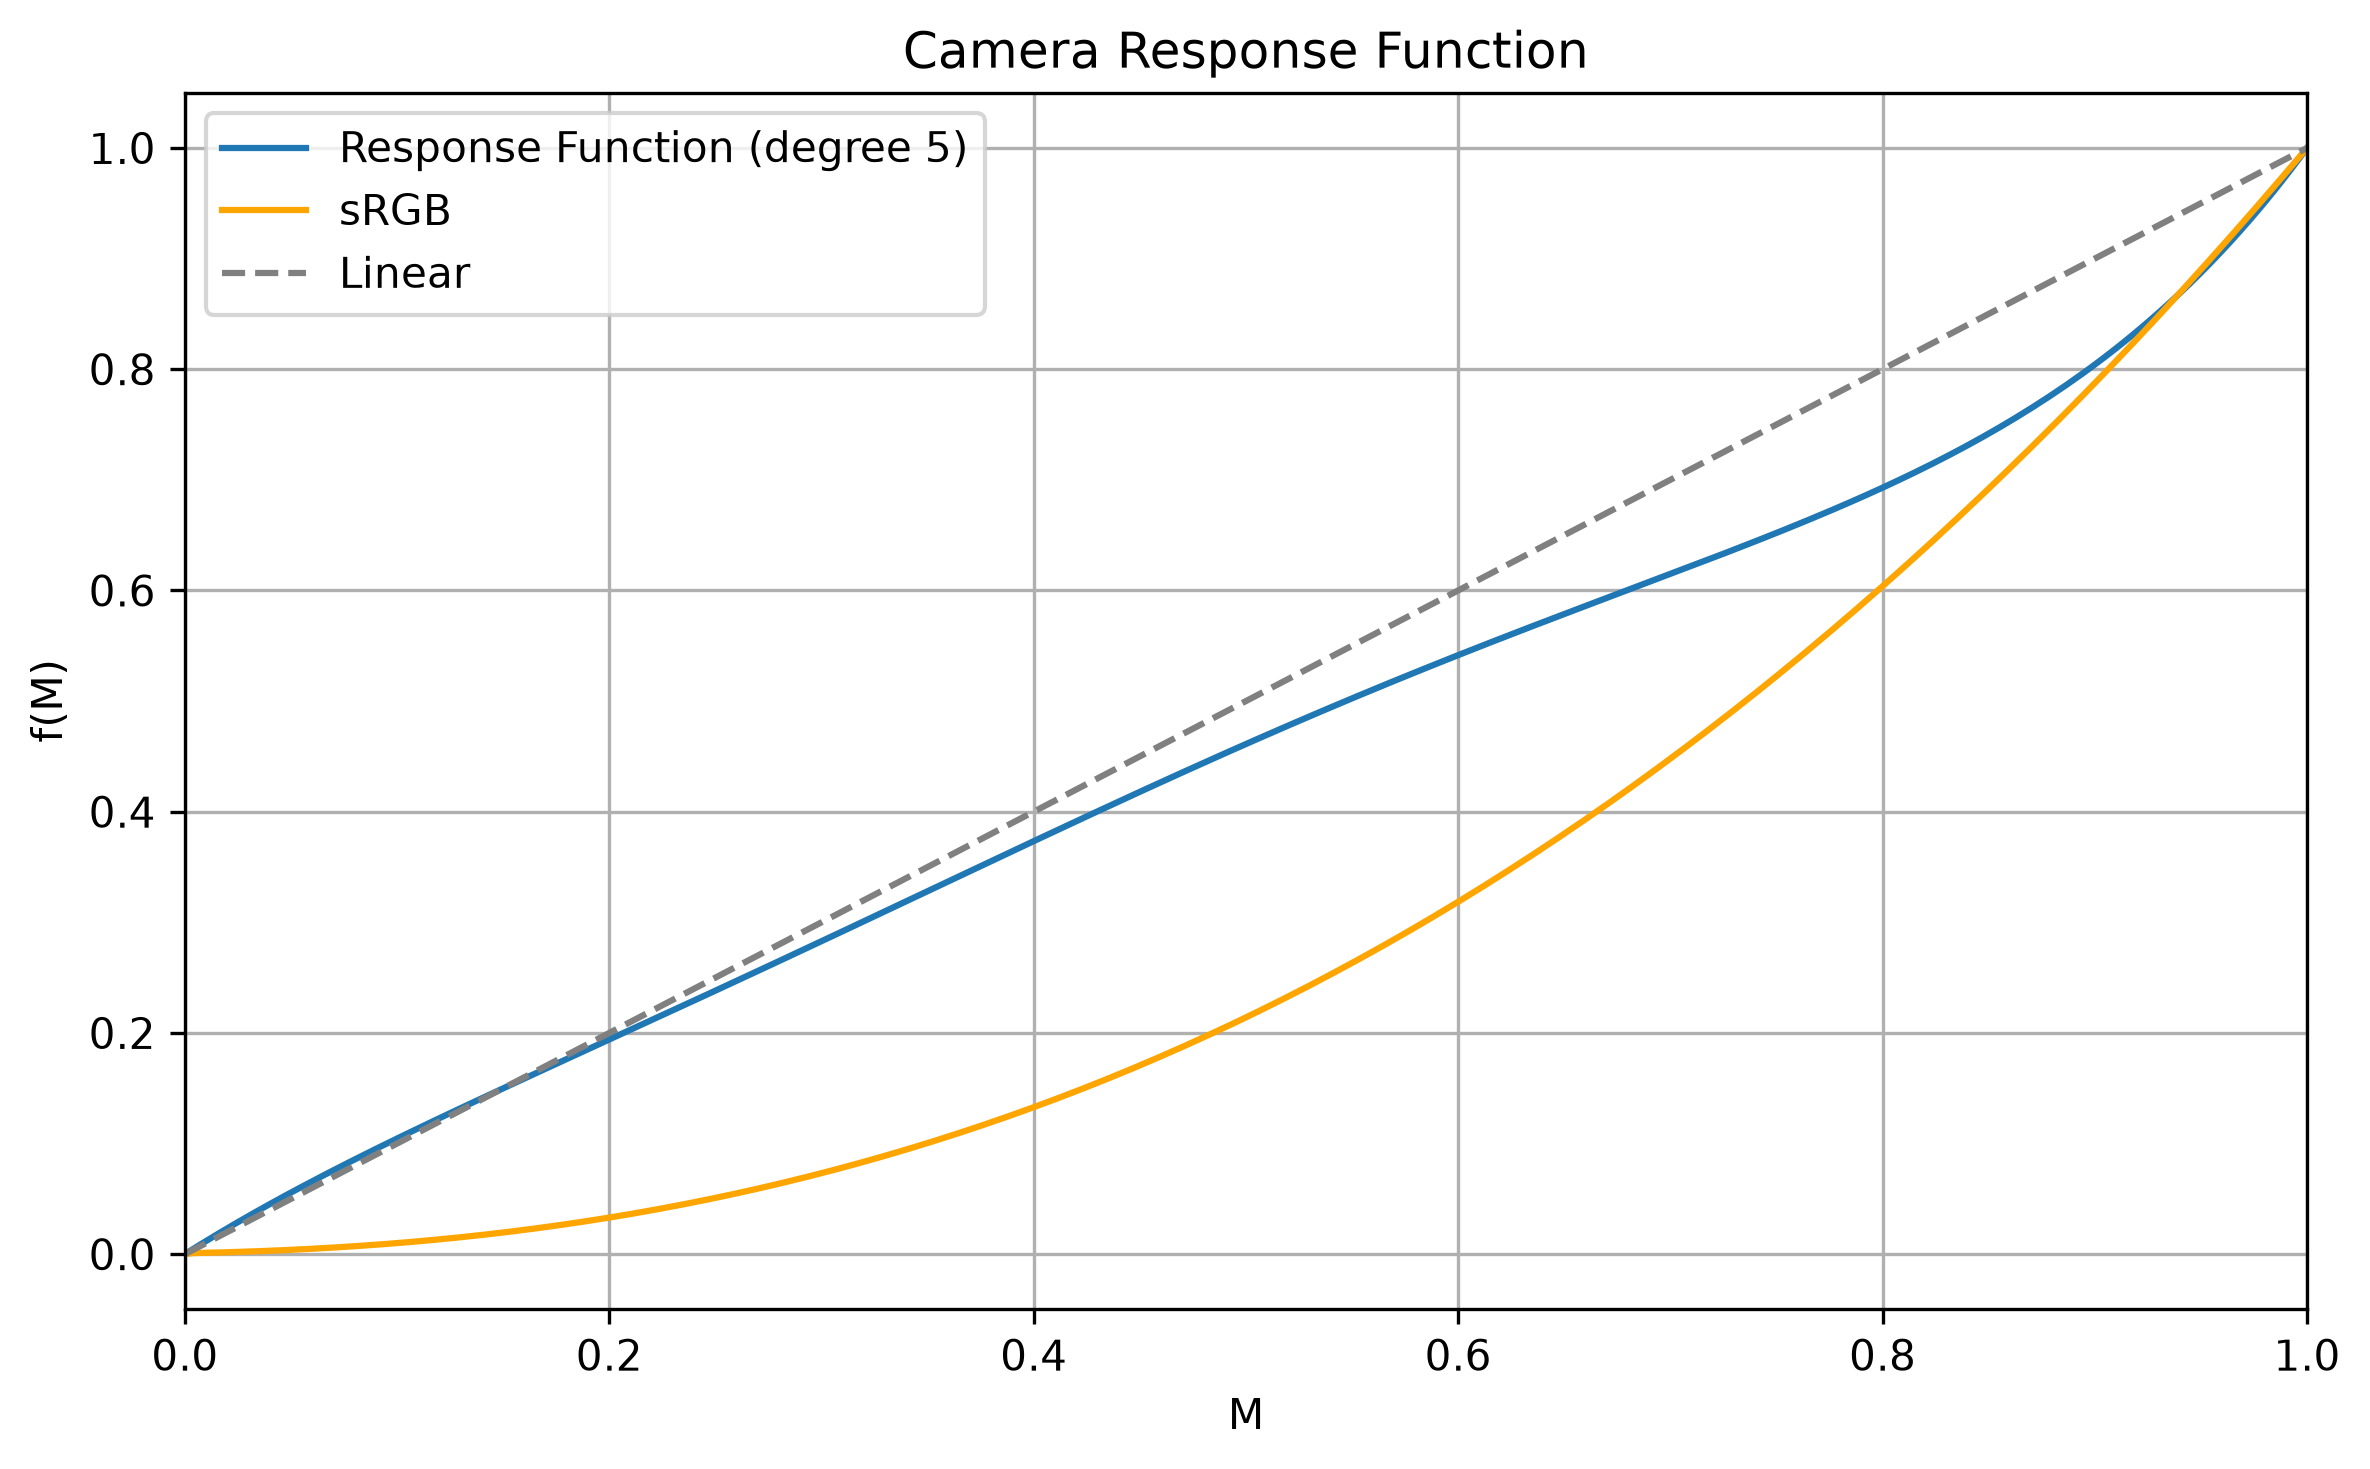 Camera Response Function
Response Function (degree 5)
sRGB
Linear
1.0
0.8
0.6
0.4
0.2
0.0
f(M)
0.0 0.2 0.4 0.6 0.8 1.0
M